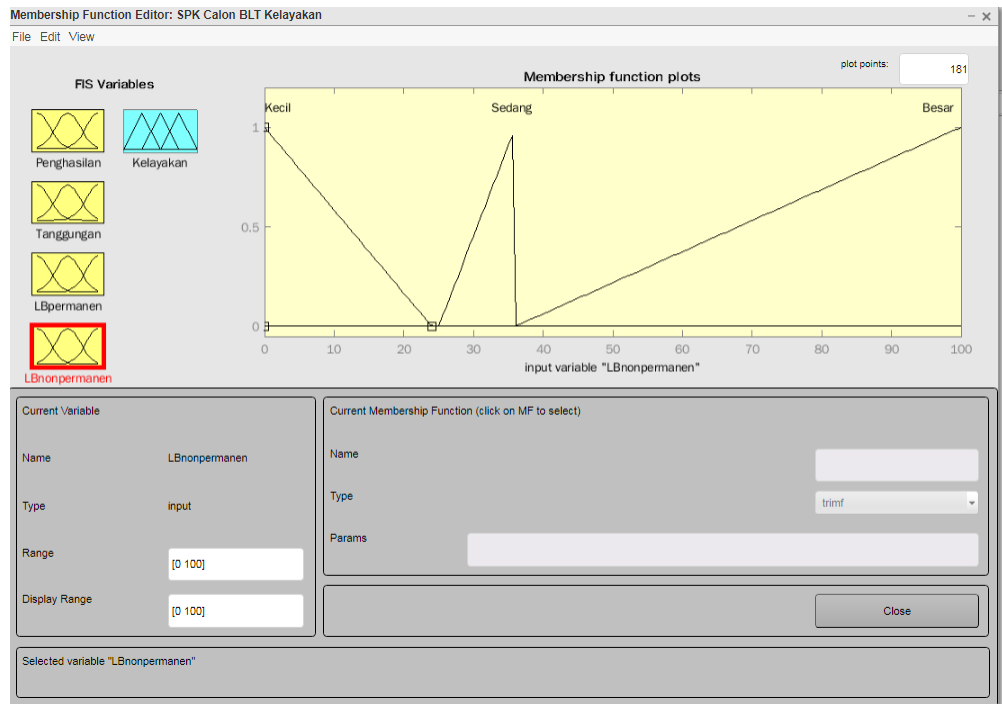 Membership Function Editor: SPK Calon BLT Kelayakan
File Edit View
FIS Variables
Penghasilan
Kelayakan
Tanggungan
LBpermanen
LBnonpermanen
plot points:
181
Membership function plots
Kecil
Sedang
Besar
1
0.5
0
0 10 20 30 40 50 60 70 80 90 100
input variable "LBnonpermanen"
Current Variable
Name LBnonpermanen
Type input
Range [0 100]
Display Range [0 100]
Current Membership Function (click on MF to select)
Name
Type trimf
Params
Close
Selected variable "LBnonpermanen"